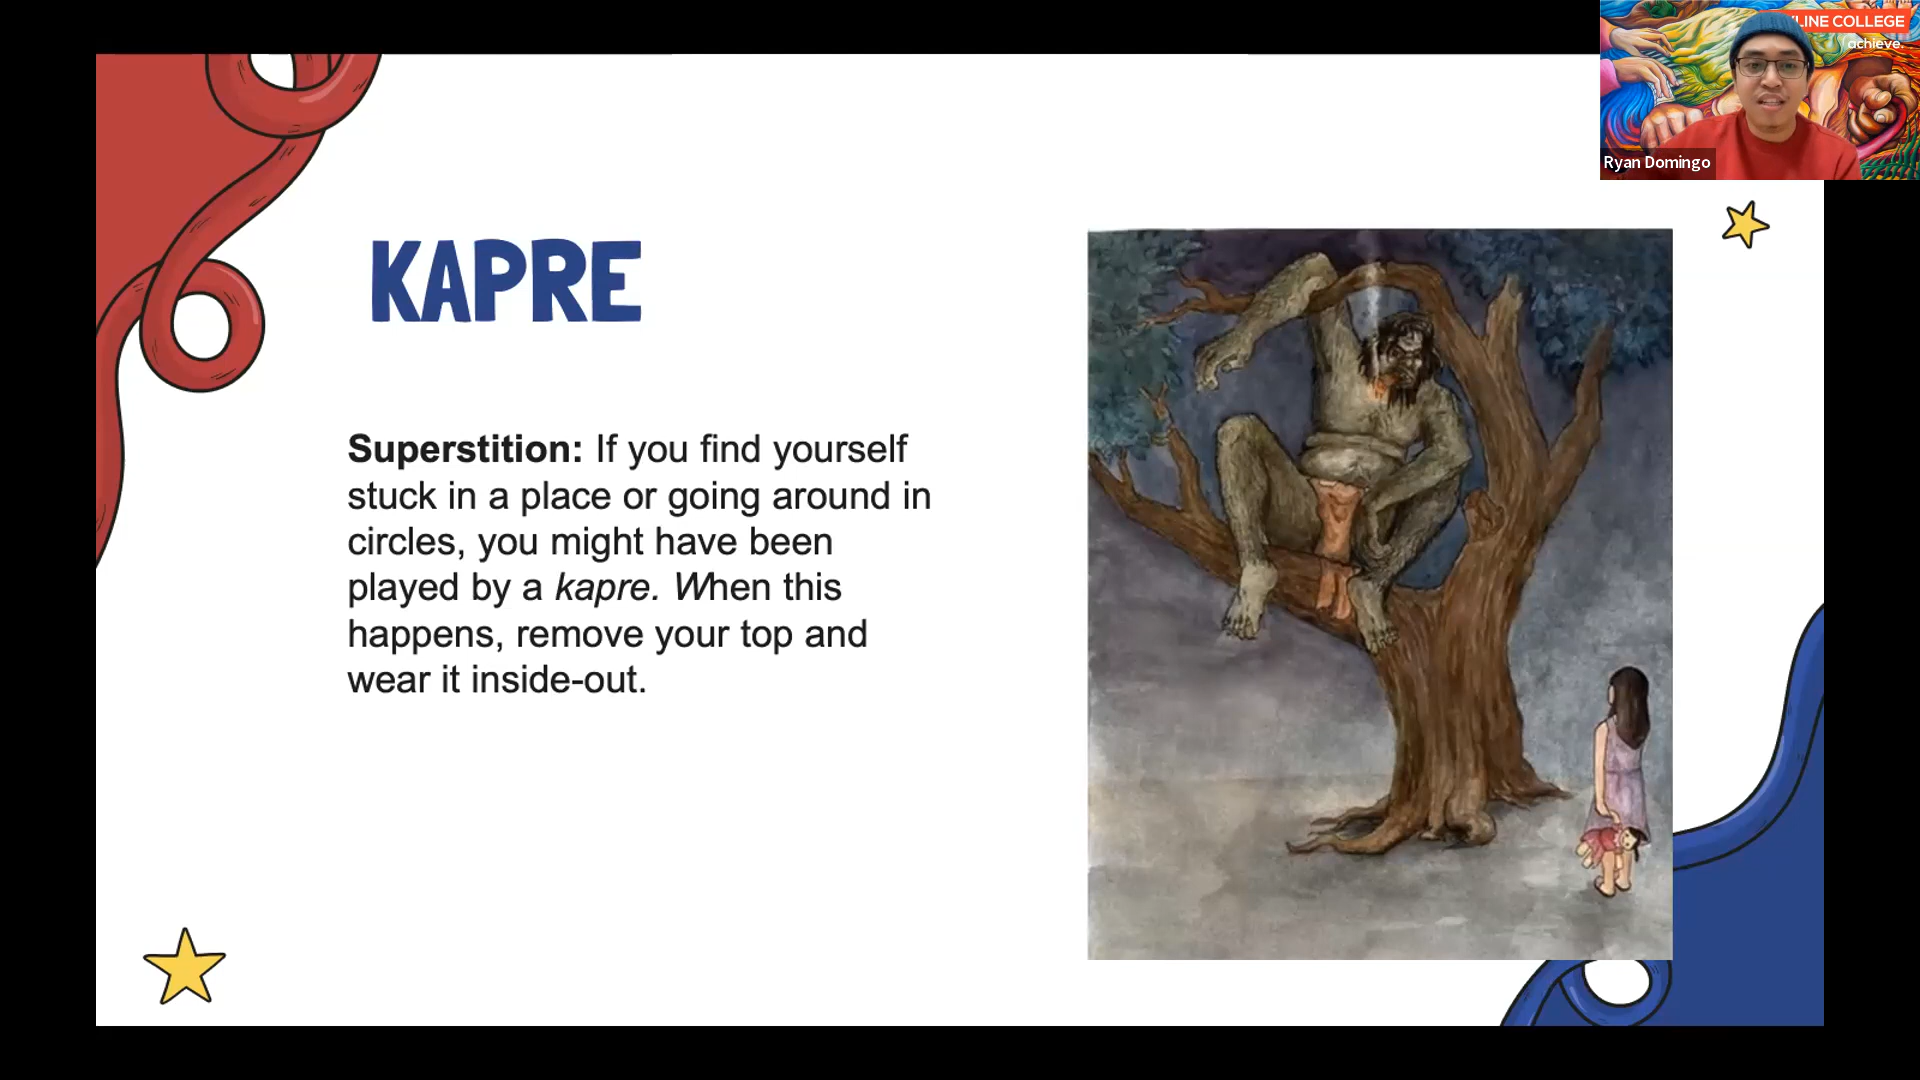 LINE COLLEGE
achieve.
Ryan Domingo
KAPRE
Superstition: If you find yourself
stuck in a place or going around in
circles, you might have been
played by a kapre. When this
happens, remove your top and
wear it inside-out.